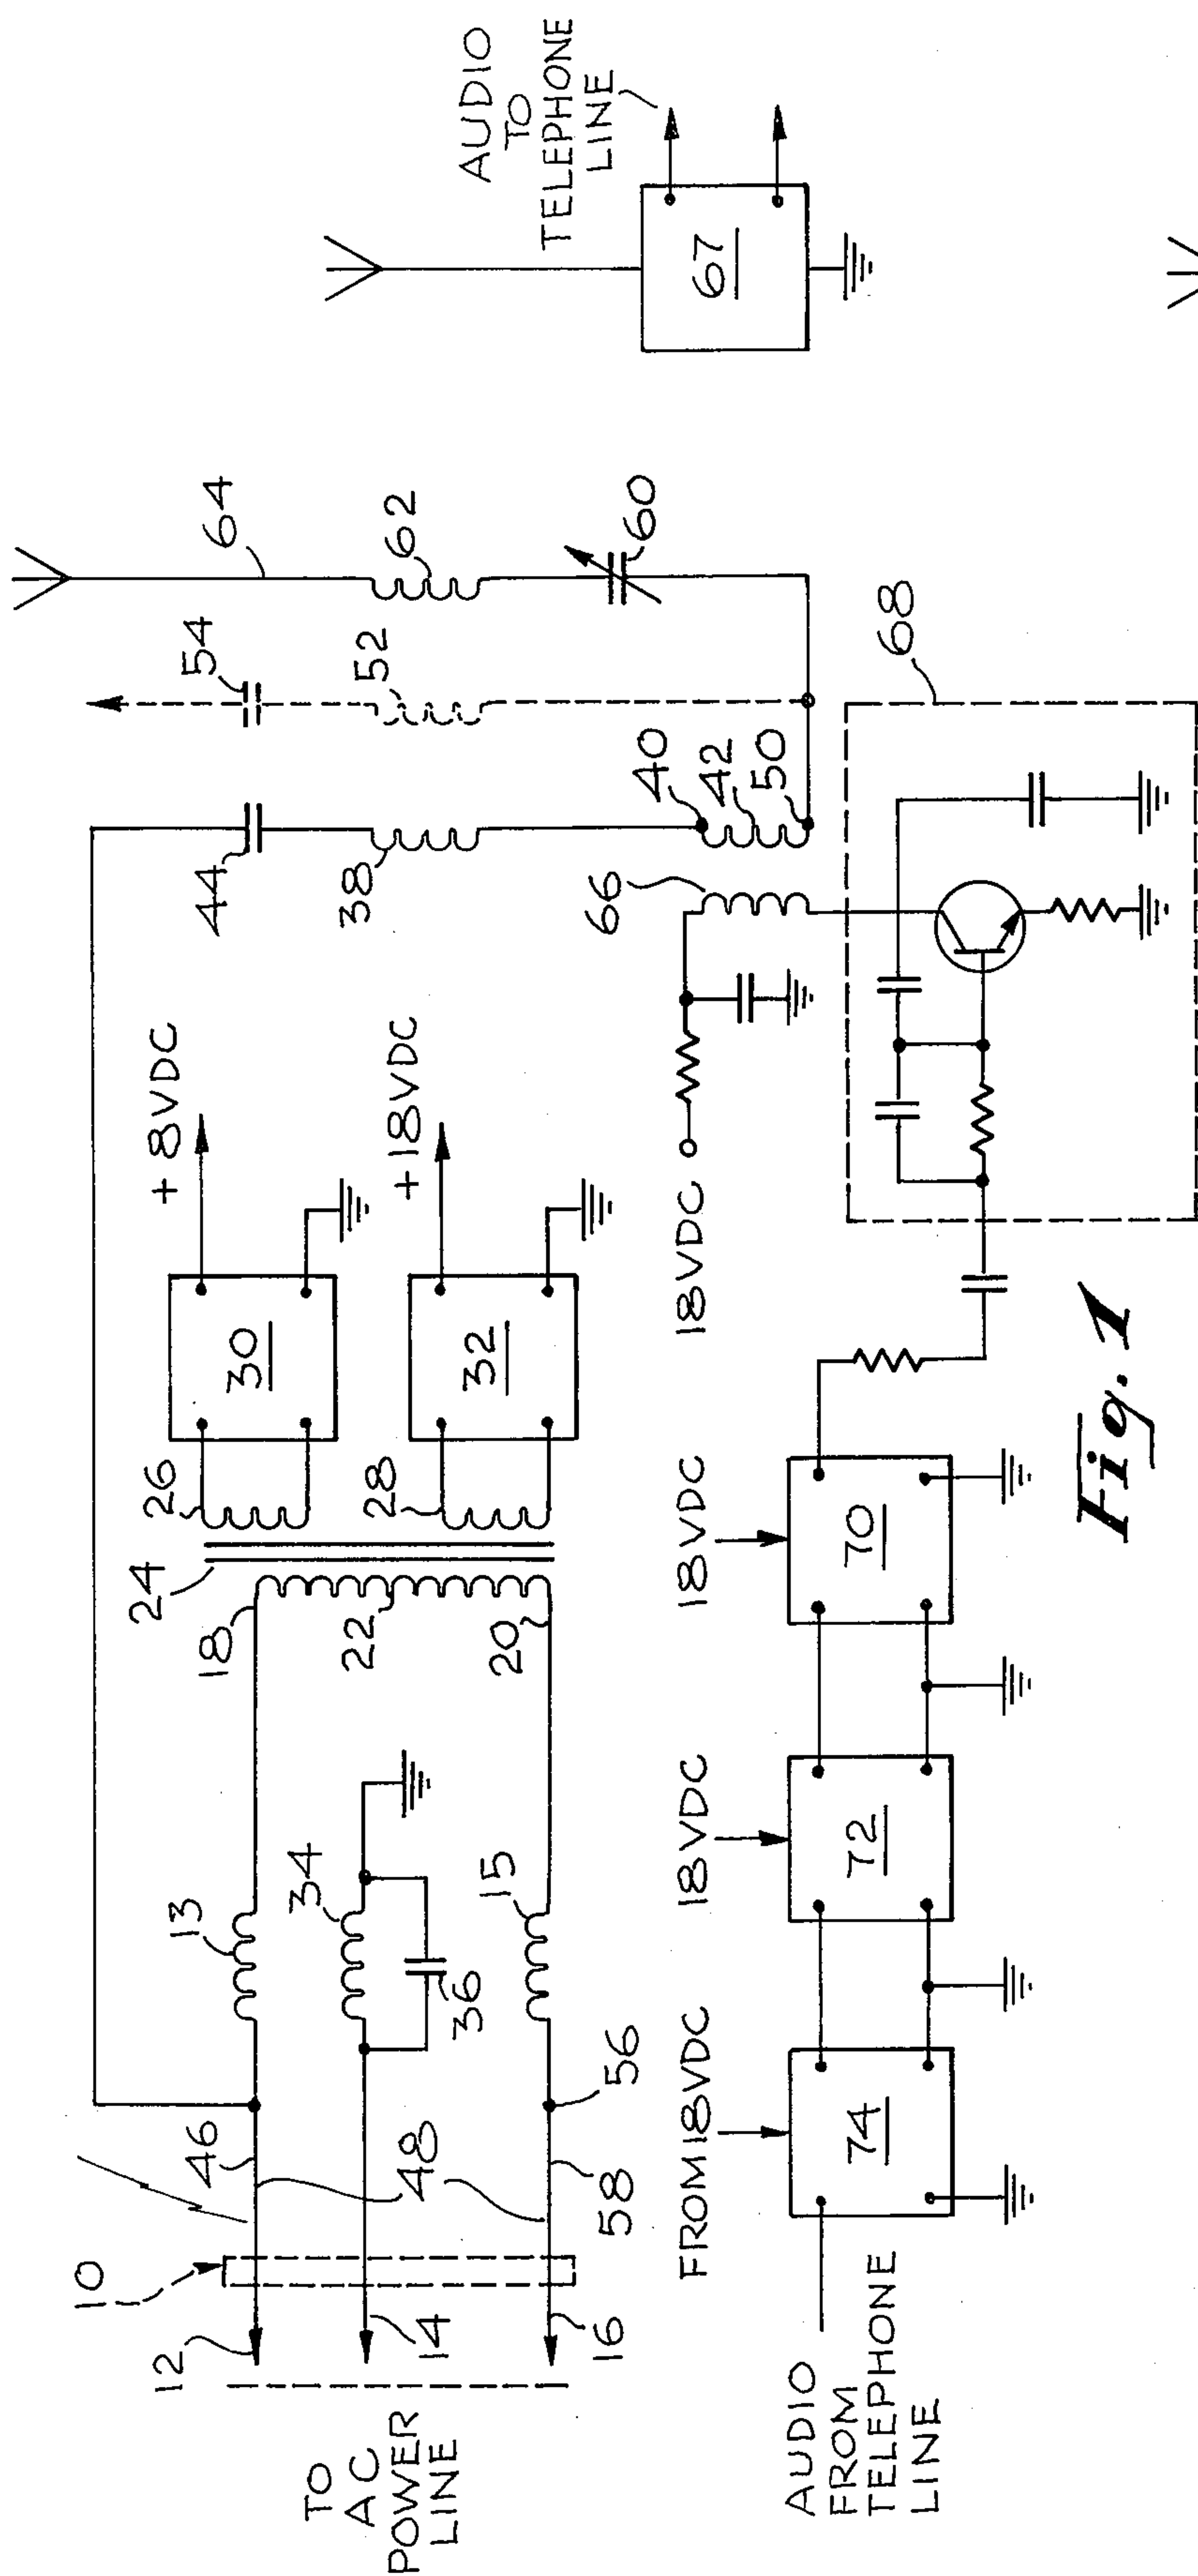 TO
AC
POWER
LINE
10
12
14
16
46
48
58
56
13
34
36
15
18
22
20
24
26
28
30
32
+8VDC
+18VDC
44
38
40
42
50
54
52
64
62
60
66
AUDIO
TO
TELEPHONE
LINE
67
68
18VDC
AUDIO
FROM
TELEPHONE
LINE
FROM 18VDC
74
18VDC
72
18VDC
70
Fig. 1